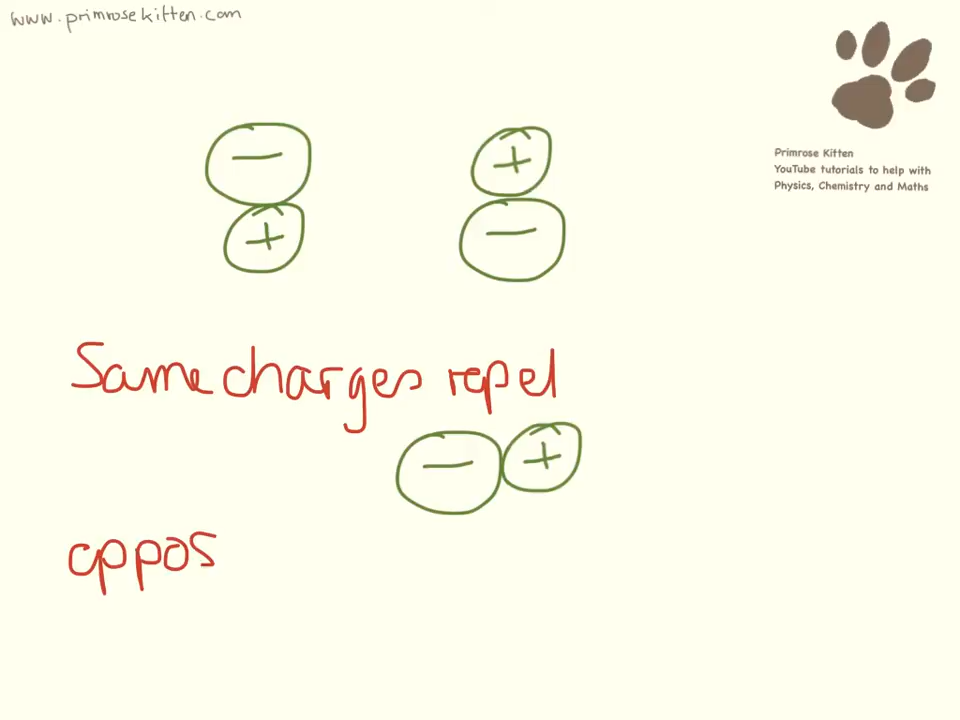 www.primrosekitten.com
Primrose Kitten
YouTube tutorials to help with
Physics, Chemistry and Maths
− +
+ −
Same charges repel
− +
oppos